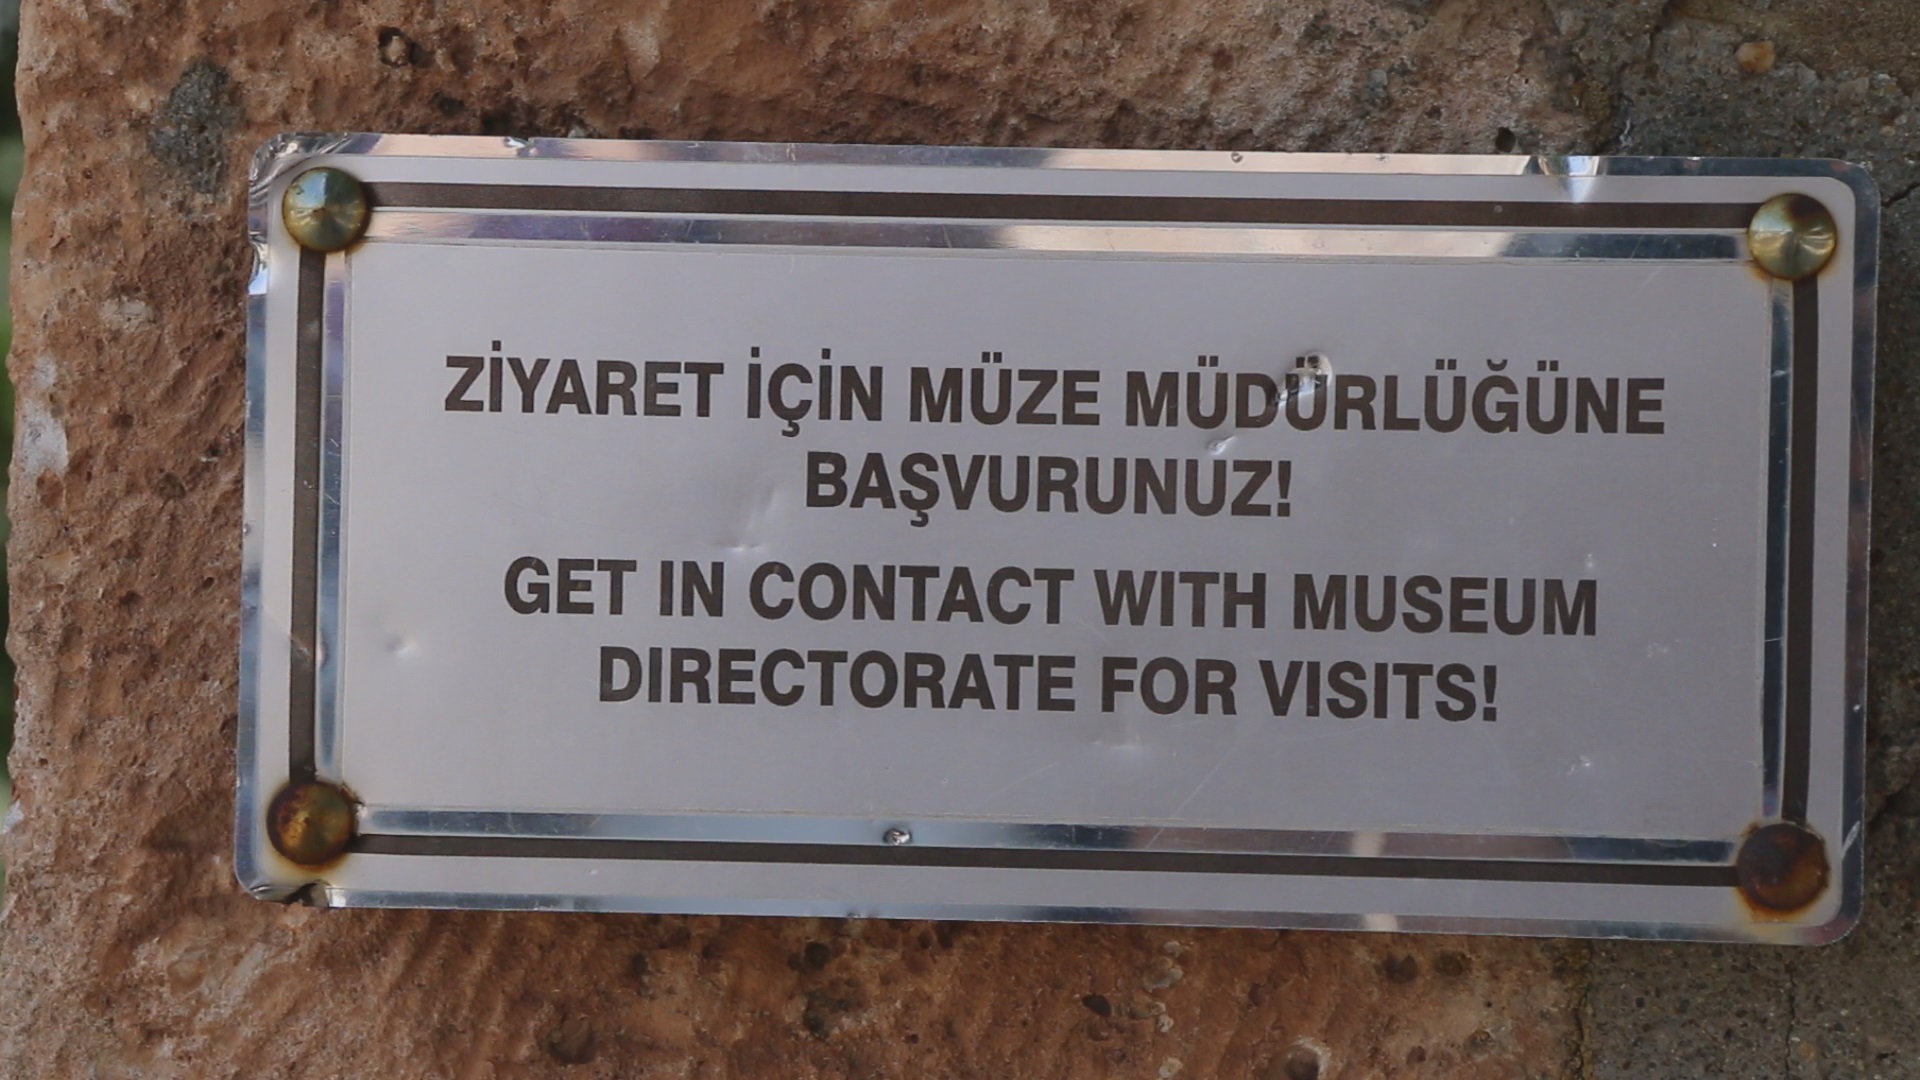 ZİYARET İÇİN MÜZE MÜDÜRLÜĞÜNE
BAŞVURUNUZ!
GET IN CONTACT WITH MUSEUM
DIRECTORATE FOR VISITS!